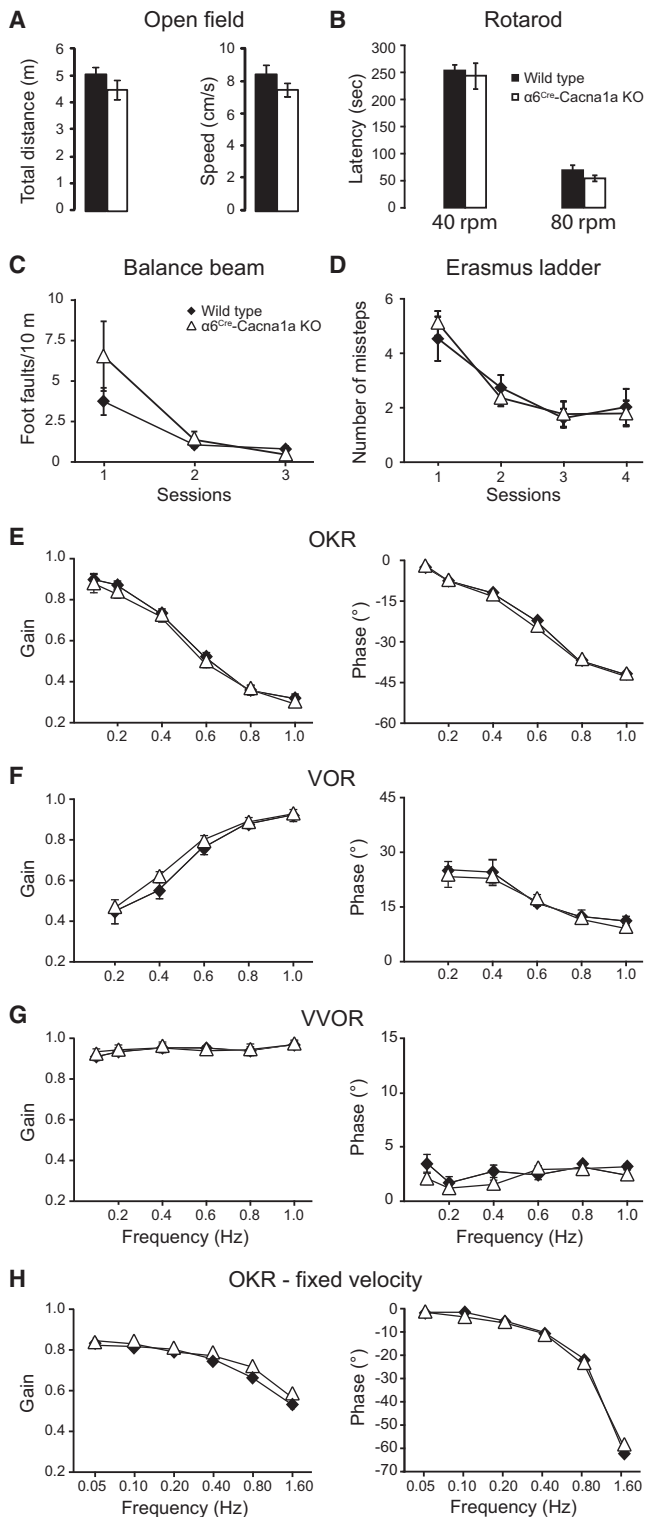 A Open field
Total distance (m)
6
5
4
3
2
1
0
Speed (cm/s)
10
8
6
4
2
0
B Rotarod
Latency (sec)
300
250
200
150
100
50
0
Wild type
α6Cre-Cacna1a KO
40 rpm 80 rpm
C Balance beam
Foot faults/10 m
10
7.5
5
2.5
0
Wild type
α6Cre-Cacna1a KO
1 2 3
Sessions
D Erasmus ladder
Number of missteps
6
4
2
0
1 2 3 4
Sessions
E OKR
Gain
1.0
0.8
0.6
0.4
0.2
0.2 0.4 0.6 0.8 1.0
Phase (°)
0
-15
-30
-45
-60
0.2 0.4 0.6 0.8 1.0
F VOR
Gain
1.0
0.8
0.6
0.4
0.2
0.2 0.4 0.6 0.8 1.0
Phase (°)
45
30
15
0
0.2 0.4 0.6 0.8 1.0
G VVOR
Gain
1.0
0.8
0.6
0.4
0.2
0.2 0.4 0.6 0.8 1.0
Frequency (Hz)
Phase (°)
15
10
5
0
0.2 0.4 0.6 0.8 1.0
Frequency (Hz)
H OKR - fixed velocity
Gain
1.0
0.8
0.6
0.4
0.2
0.05 0.10 0.20 0.40 0.80 1.60
Frequency (Hz)
Phase (°)
0
-10
-20
-30
-40
-50
-60
-70
0.05 0.10 0.20 0.40 0.80 1.60
Frequency (Hz)